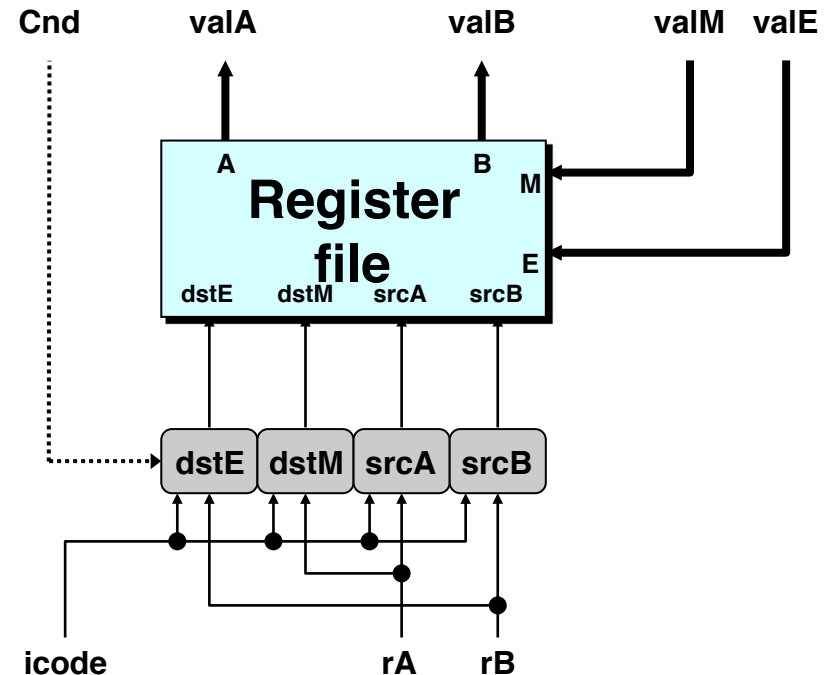 Cnd valA valB valM valE
A B
M
Register
file
E
dstE dstM srcA srcB
dstE dstM srcA srcB
icode rA rB